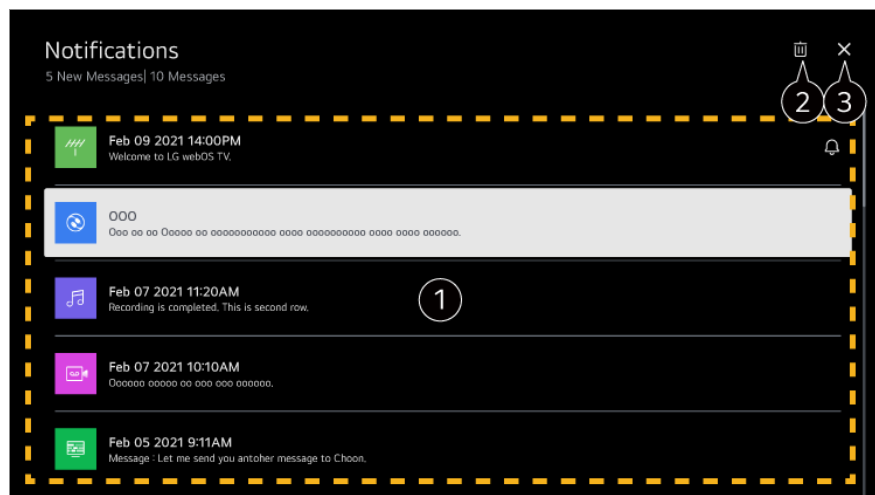 Notifications
5 New Messages| 10 Messages
2
3
Feb 09 2021 14:00PM
Welcome to LG webOS TV.
OOO
Ooo oo oo Ooooo oo ooooooooooo oooo oooooooooo oooo oooo oooooo.
Feb 07 2021 11:20AM
Recording is completed. This is second row.
1
Feb 07 2021 10:10AM
Oooooo ooooo oo ooo ooo oooooo.
Feb 05 2021 9:11AM
Message : Let me send you antoher message to Choon.